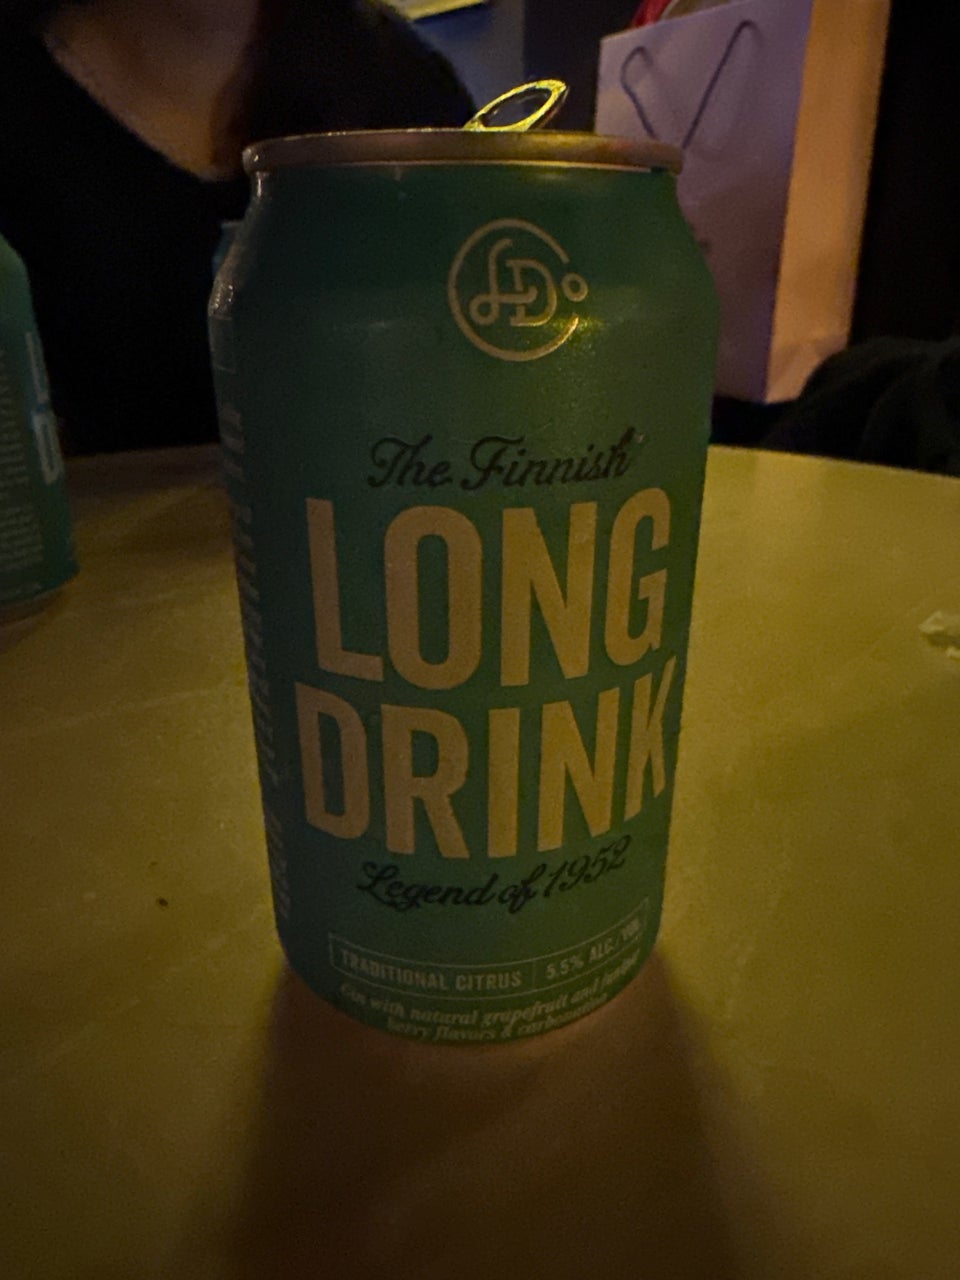 LD
The Finnish
LONG
DRINK
Legend of 1952
TRADITIONAL CITRUS 5.5% ALC./VOL.
Gin with natural grapefruit and juniper
berry flavors & carbonation